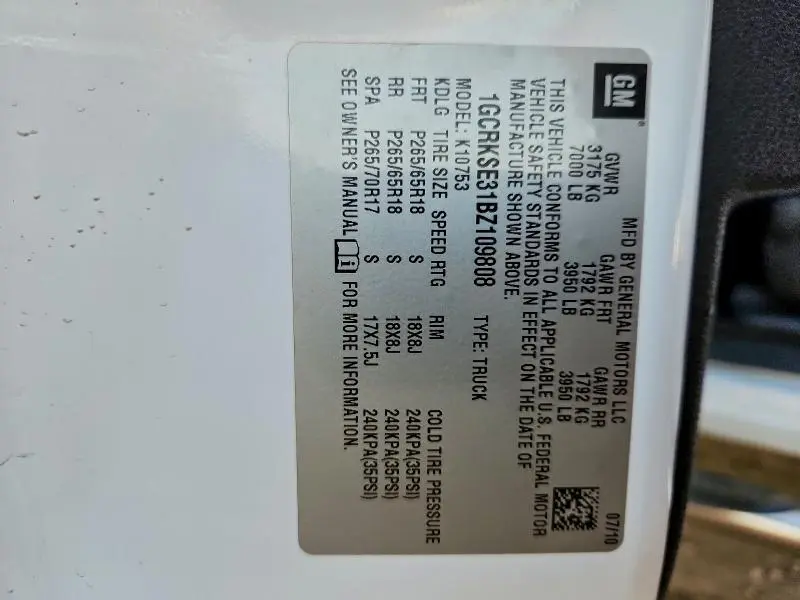 GM
MFD BY GENERAL MOTORS LLC 07/10
GVWR GAWR FRT GAWR RR
3175 KG 1792 KG 1792 KG
7000 LB 3950 LB 3950 LB
THIS VEHICLE CONFORMS TO ALL APPLICABLE U.S. FEDERAL MOTOR
VEHICLE SAFETY STANDARDS IN EFFECT ON THE DATE OF
MANUFACTURE SHOWN ABOVE.
1GCRKSE31BZ109808 TYPE: TRUCK
MODEL: K10753
KDLG TIRE SIZE SPEED RTG RIM COLD TIRE PRESSURE
FRT P265/65R18 S 18X8J 240KPA(35PSI)
RR P265/65R18 S 18X8J 240KPA(35PSI)
SPA P265/70R17 S 17X7.5J 240KPA(35PSI)
SEE OWNER'S MANUAL i FOR MORE INFORMATION.